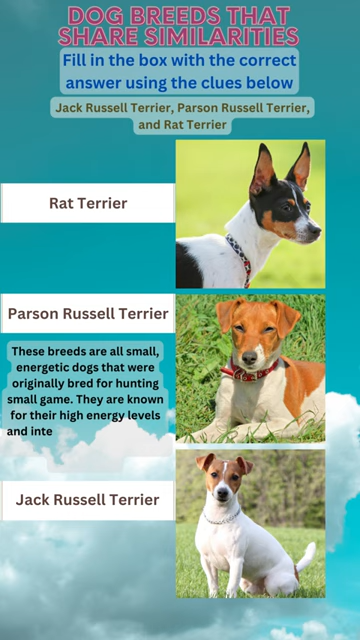 DOG BREEDS THAT
SHARE SIMILARITIES
Fill in the box with the correct
answer using the clues below
Jack Russell Terrier, Parson Russell Terrier,
and Rat Terrier
Rat Terrier
Parson Russell Terrier
These breeds are all small,
energetic dogs that were
originally bred for hunting
small game. They are known
for their high energy levels
and inte
Jack Russell Terrier